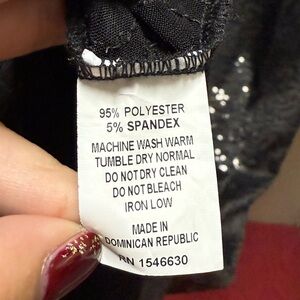 95% POLYESTER
5% SPANDEX
MACHINE WASH WARM
TUMBLE DRY NORMAL
DO NOT DRY CLEAN
DO NOT BLEACH
IRON LOW
MADE IN
DOMINICAN REPUBLIC
RN 1546630